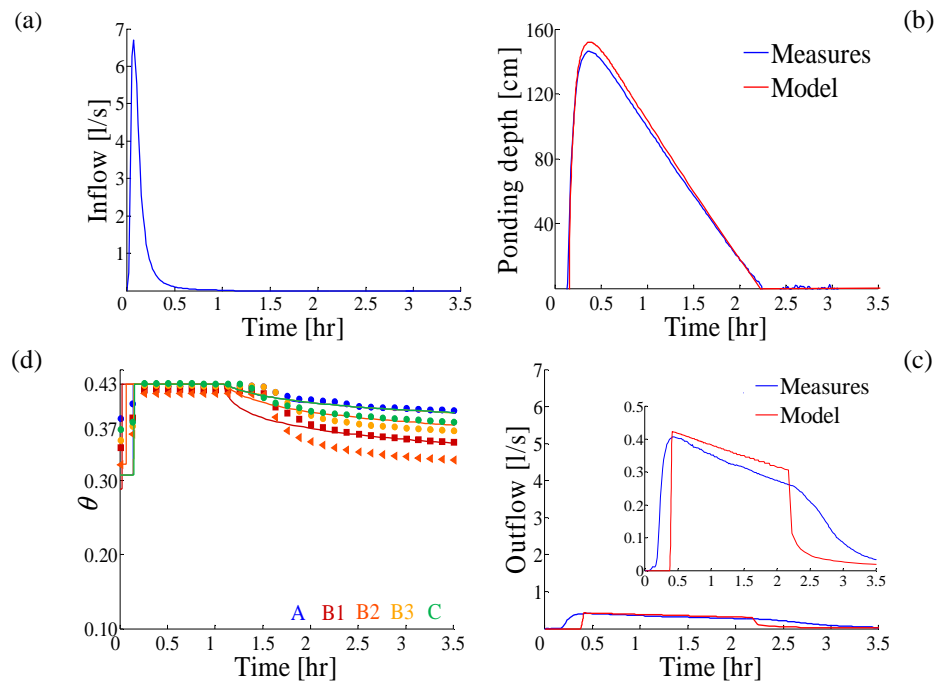 (a)
7
6
5
4
3
2
1
Inflow [l/s]
0 0.5 1 1.5 2 2.5 3 3.5
Time [hr]
(b)
160
120
80
40
Ponding depth [cm]
Measures
Model
0 0.5 1 1.5 2 2.5 3 3.5
Time [hr]
(d)
0.43
0.37
0.30
0.20
0.10
θ
A B1 B2 B3 C
0 0.5 1 1.5 2 2.5 3 3.5
Time [hr]
(c)
7
6
5
4
3
2
1
Outflow [l/s]
Measures
Model
0.5
0.4
0.3
0.2
0.1
0
0 0.5 1 1.5 2 2.5 3 3.5
0 0.5 1 1.5 2 2.5 3 3.5
Time [hr]